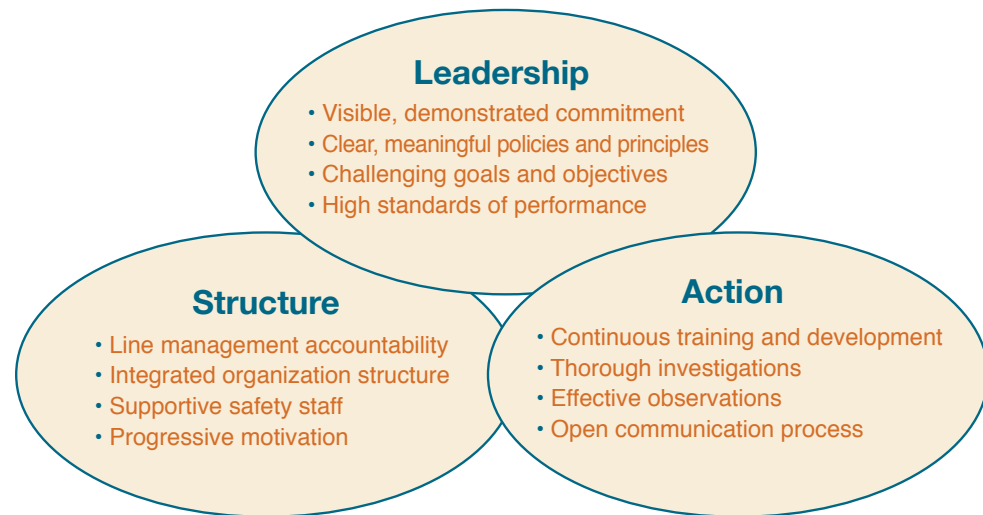 Leadership
• Visible, demonstrated commitment
• Clear, meaningful policies and principles
• Challenging goals and objectives
• High standards of performance
Structure
• Line management accountability
• Integrated organization structure
• Supportive safety staff
• Progressive motivation
Action
• Continuous training and development
• Thorough investigations
• Effective observations
• Open communication process